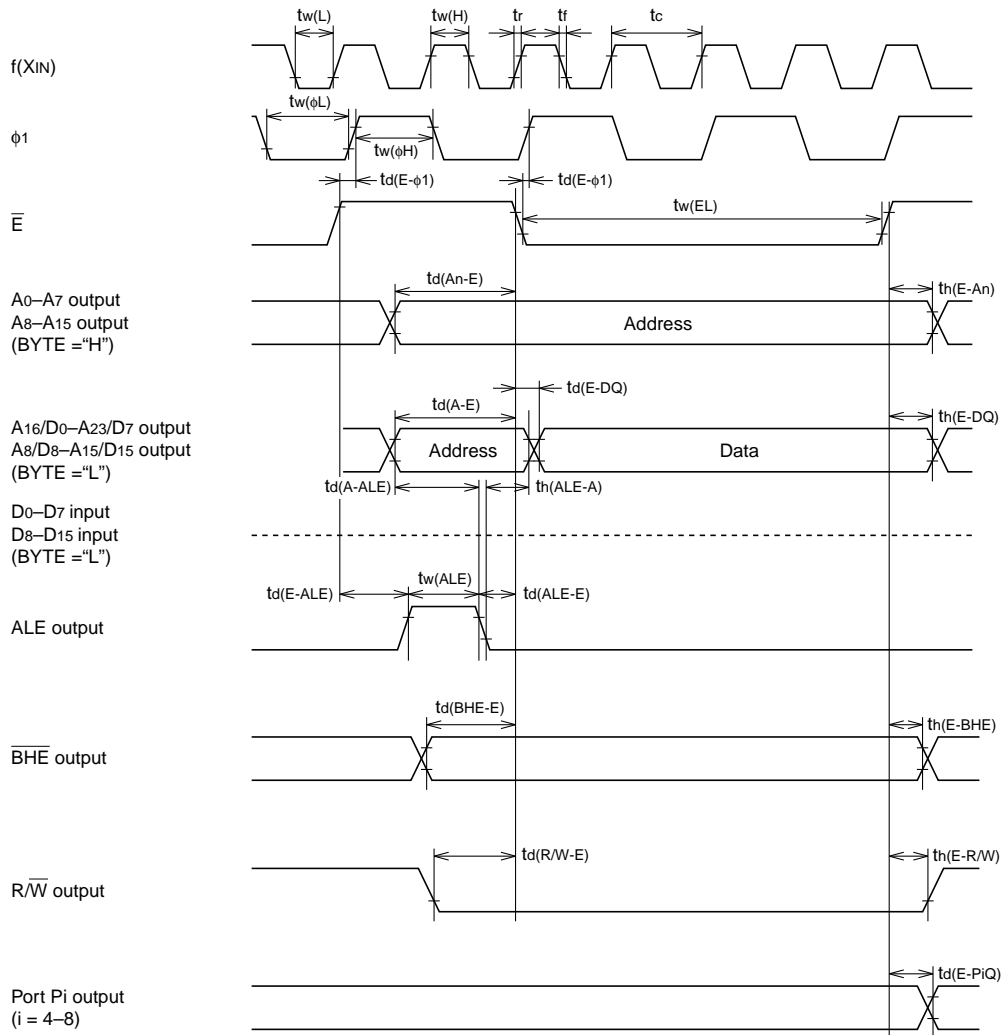 tw(L) tw(H) tr tf tc
f(XIN)
tw(ϕL)
ϕ1
tw(ϕH)
td(E-ϕ1) td(E-ϕ1)
tw(EL)
E̅
td(An-E) th(E-An)
A0–A7 output
A8–A15 output
(BYTE =“H”)
Address
td(E-DQ)
td(A-E) th(E-DQ)
A16/D0–A23/D7 output
A8/D8–A15/D15 output
(BYTE =“L”)
Address Data
td(A-ALE) th(ALE-A)
D0–D7 input
D8–D15 input
(BYTE =“L”)
tw(ALE)
td(E-ALE) td(ALE-E)
ALE output
td(BHE-E) th(E-BHE)
B̅H̅E̅ output
td(R/W-E) th(E-R/W)
R/W̅ output
td(E-PiQ)
Port Pi output
(i = 4–8)